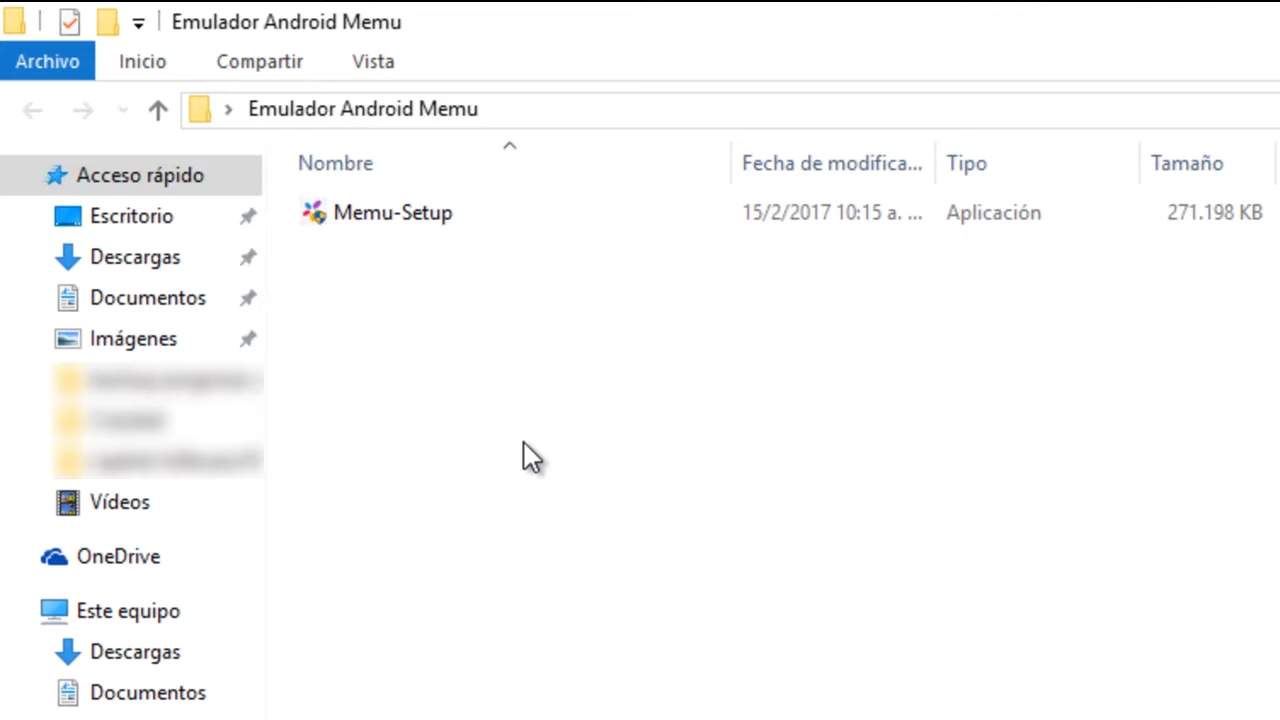 Emulador Android Memu
Archivo Inicio Compartir Vista
Emulador Android Memu
Nombre Fecha de modifica... Tipo Tamaño
Memu-Setup 15/2/2017 10:15 a. ... Aplicación 271.198 KB
Acceso rápido
Escritorio
Descargas
Documentos
Imágenes
Vídeos
OneDrive
Este equipo
Descargas
Documentos